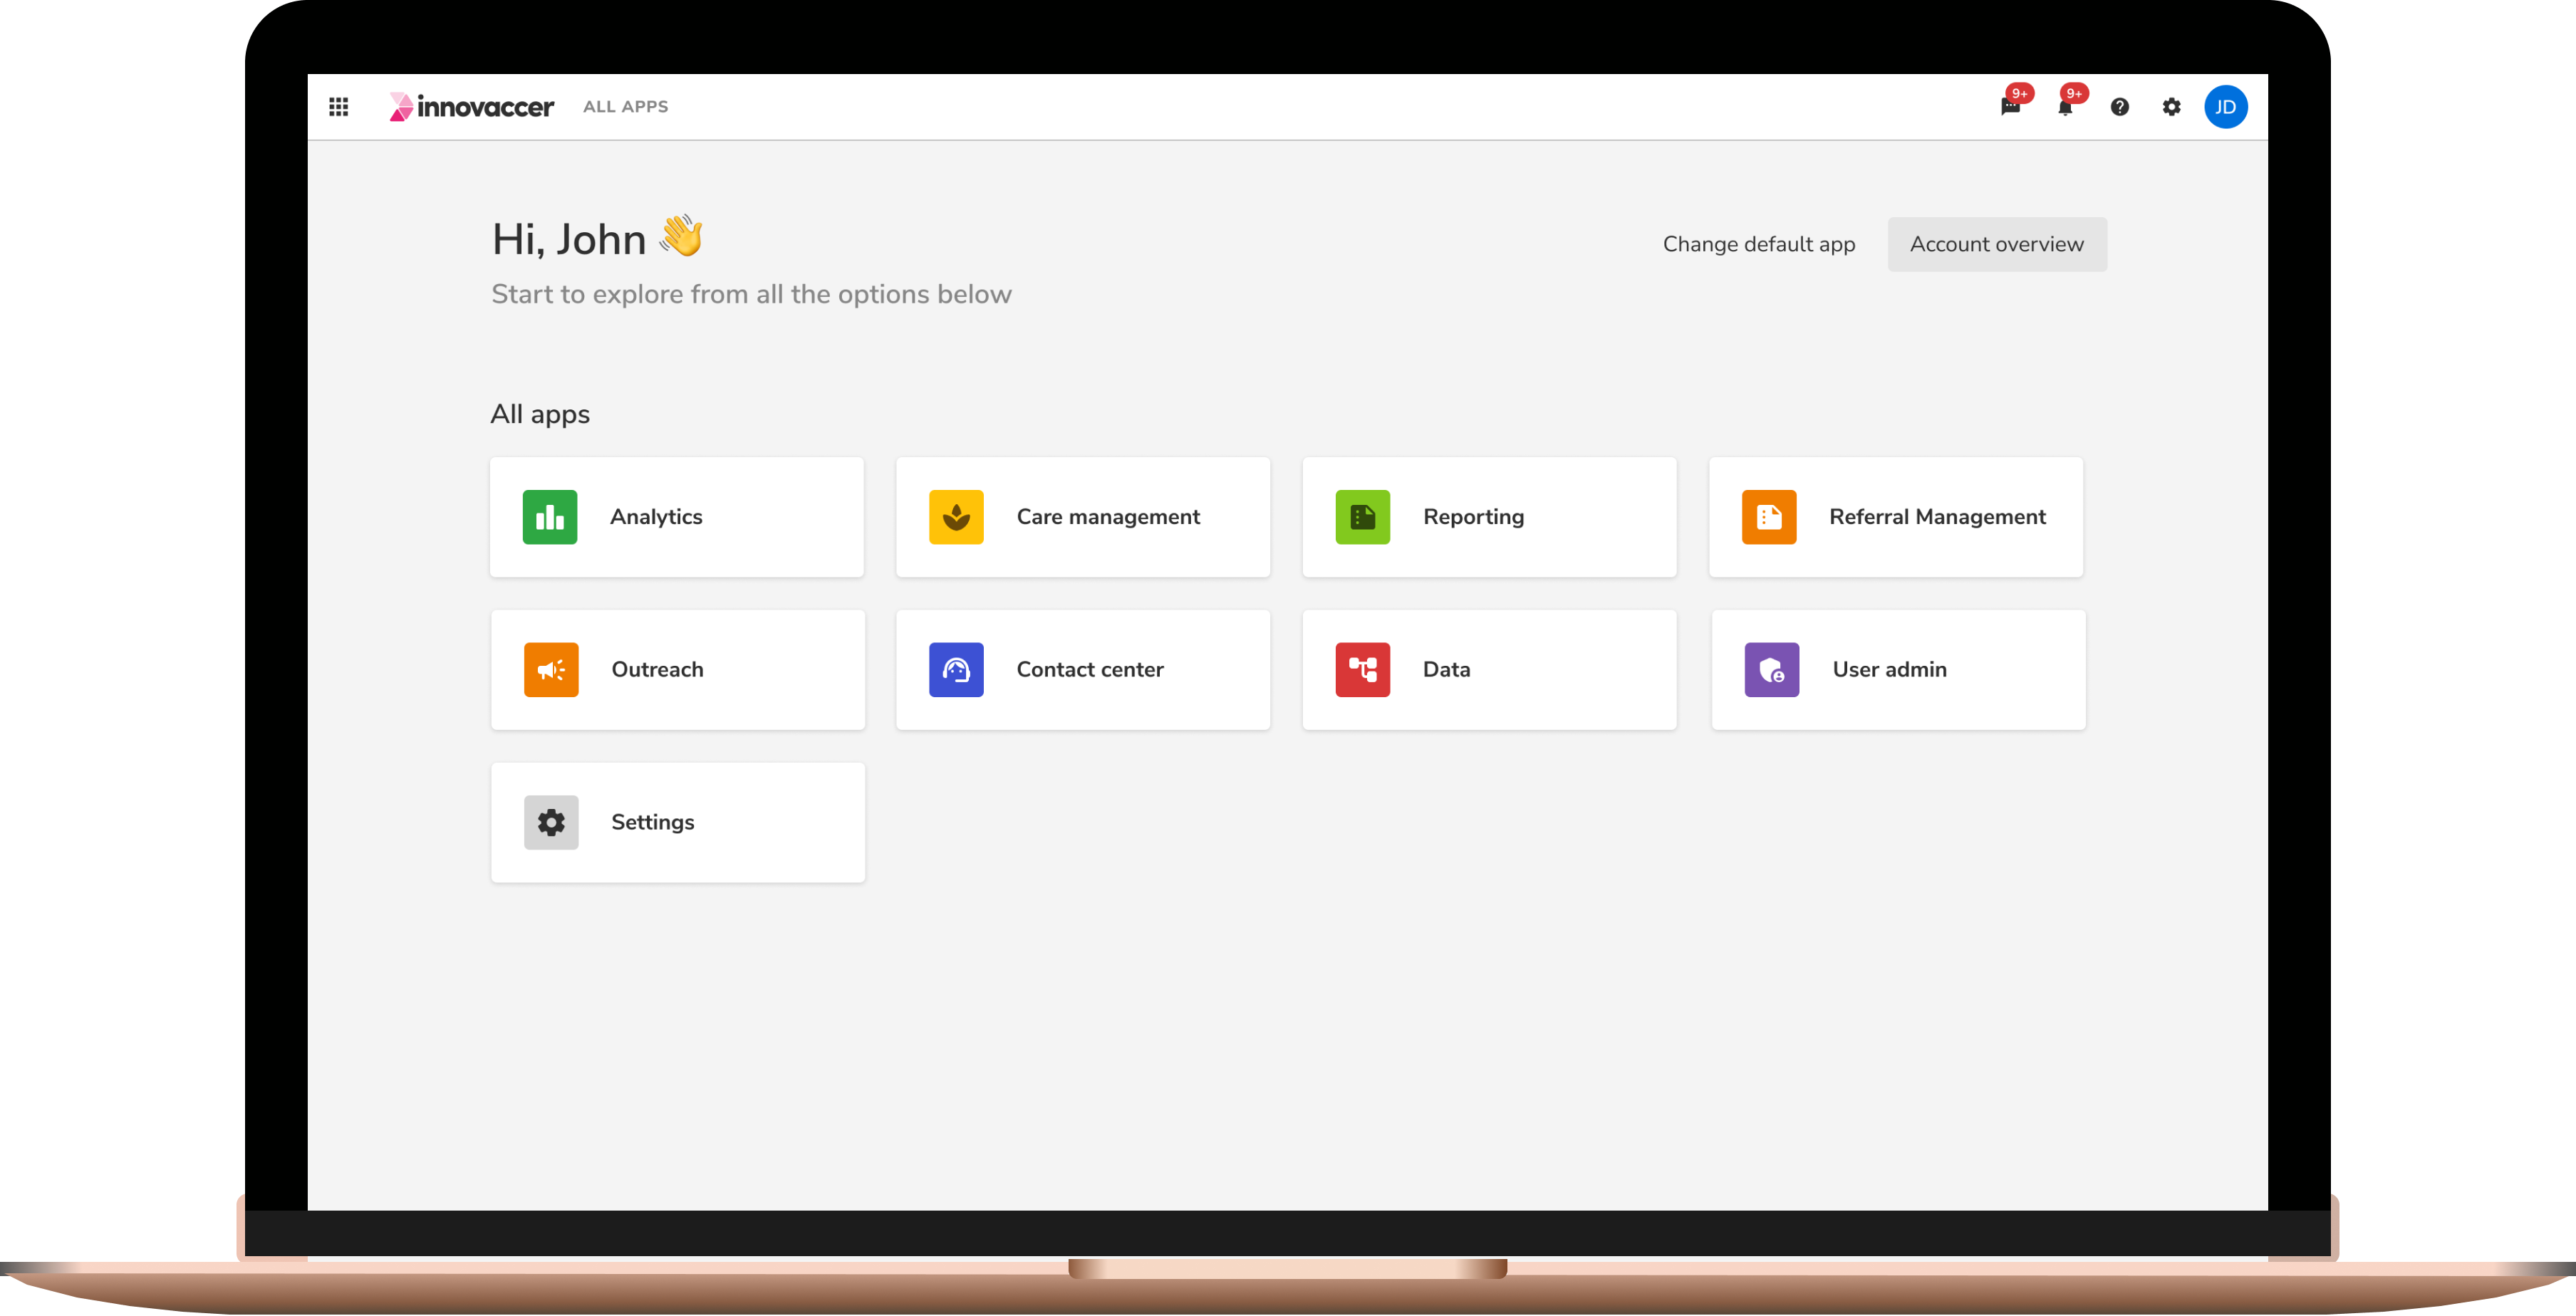 innovaccer ALL APPS 9+ 9+ JD
Hi, John 👋
Change default app Account overview
Start to explore from all the options below
All apps
Analytics Care management Reporting Referral Management
Outreach Contact center Data User admin
Settings